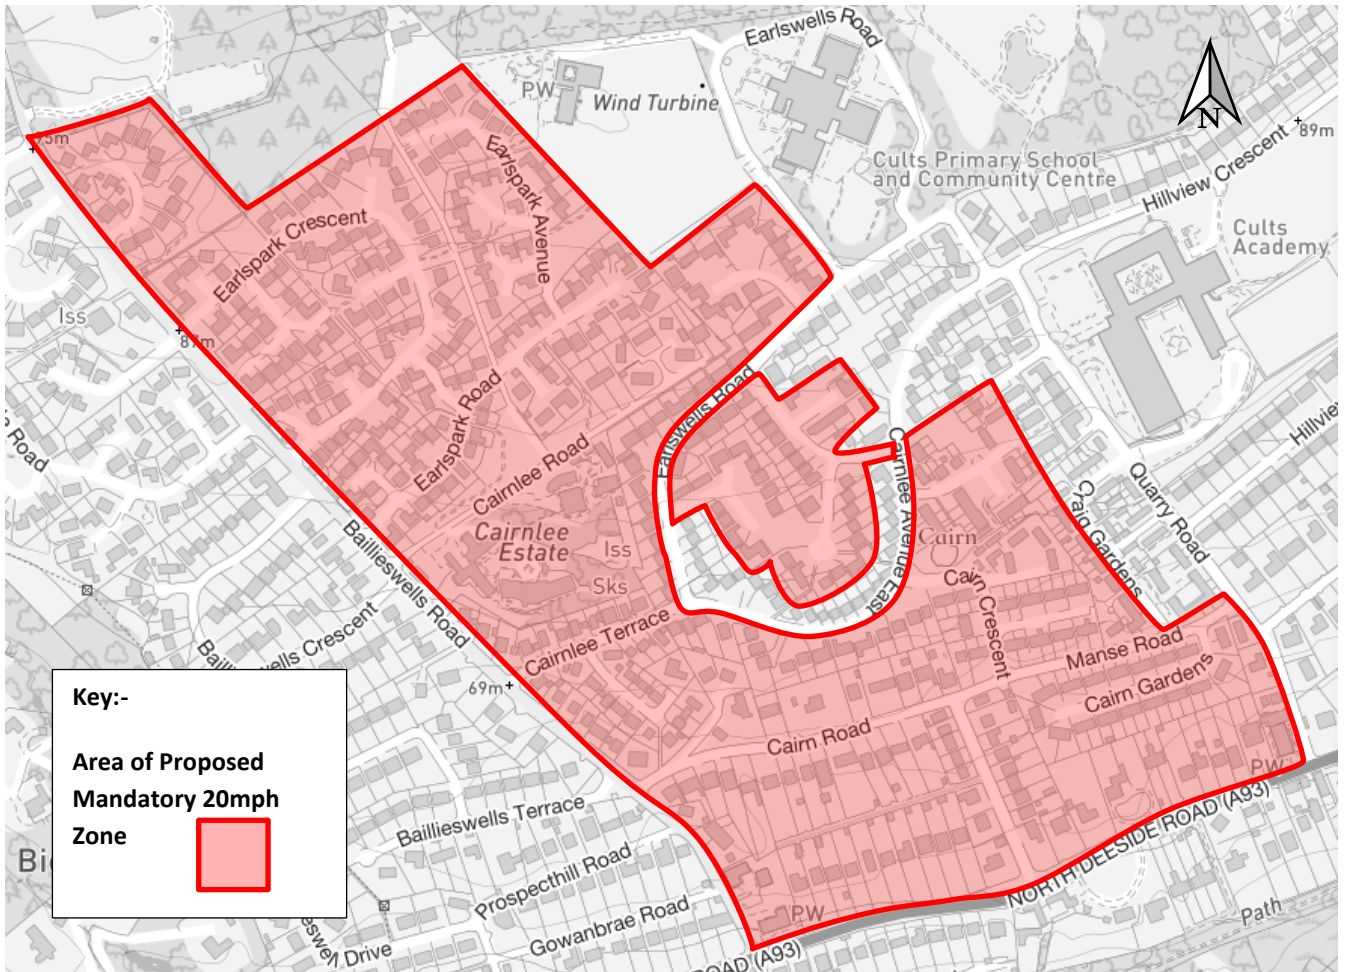 Earlswells Road
PW
Wind Turbine
N
89m
75m
Cults Primary School
and Community Centre
Hillview Crescent
Earlspark Avenue
Cults
Academy
Earlspark Crescent
Iss
87m
Earlswells Road
Road
Earlspark Road
Hillview
Cairnlee Road
Cairnlee Avenue East
Quarry Road
Craig Gardens
Cairnlee
Estate
Iss
Cairn
Sks
Baillieswells Road
Cairn Crescent
Cairnlee Terrace
Manse Road
Cairn Gardens
69m
Cairn Road
PW
Key:-
Area of Proposed
Mandatory 20mph
Zone
Baillieswells Terrace
Prospecthill Road
NORTH DEESIDE ROAD (A93)
PW
Gowanbrae Road
Path
Drive
ROAD (A93)